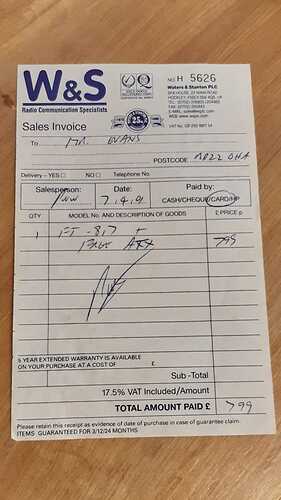 W&S
Radio Communication Specialists
NO H 5626
Waters & Stanton PLC
25
Sales Invoice
To MR. EVANS
POSTCODE
Delivery – YES NO Telephone No.
Salesperson: Date: Paid by:
7.4.01 CASH/CHEQUE/CARD/HP
QTY MODEL No. AND DESCRIPTION OF GOODS £ PRICE p
1 FT-817 + 799
FREE
5 YEAR EXTENDED WARRANTY IS AVAILABLE
ON YOUR PURCHASE AT A COST OF £
Sub -Total
17.5% VAT Included/Amount
TOTAL AMOUNT PAID £ 799
Please retain this receipt as evidence of date of purchase in case of guarantee claim.
ITEMS GUARANTEED FOR 3/12/24 MONTHS